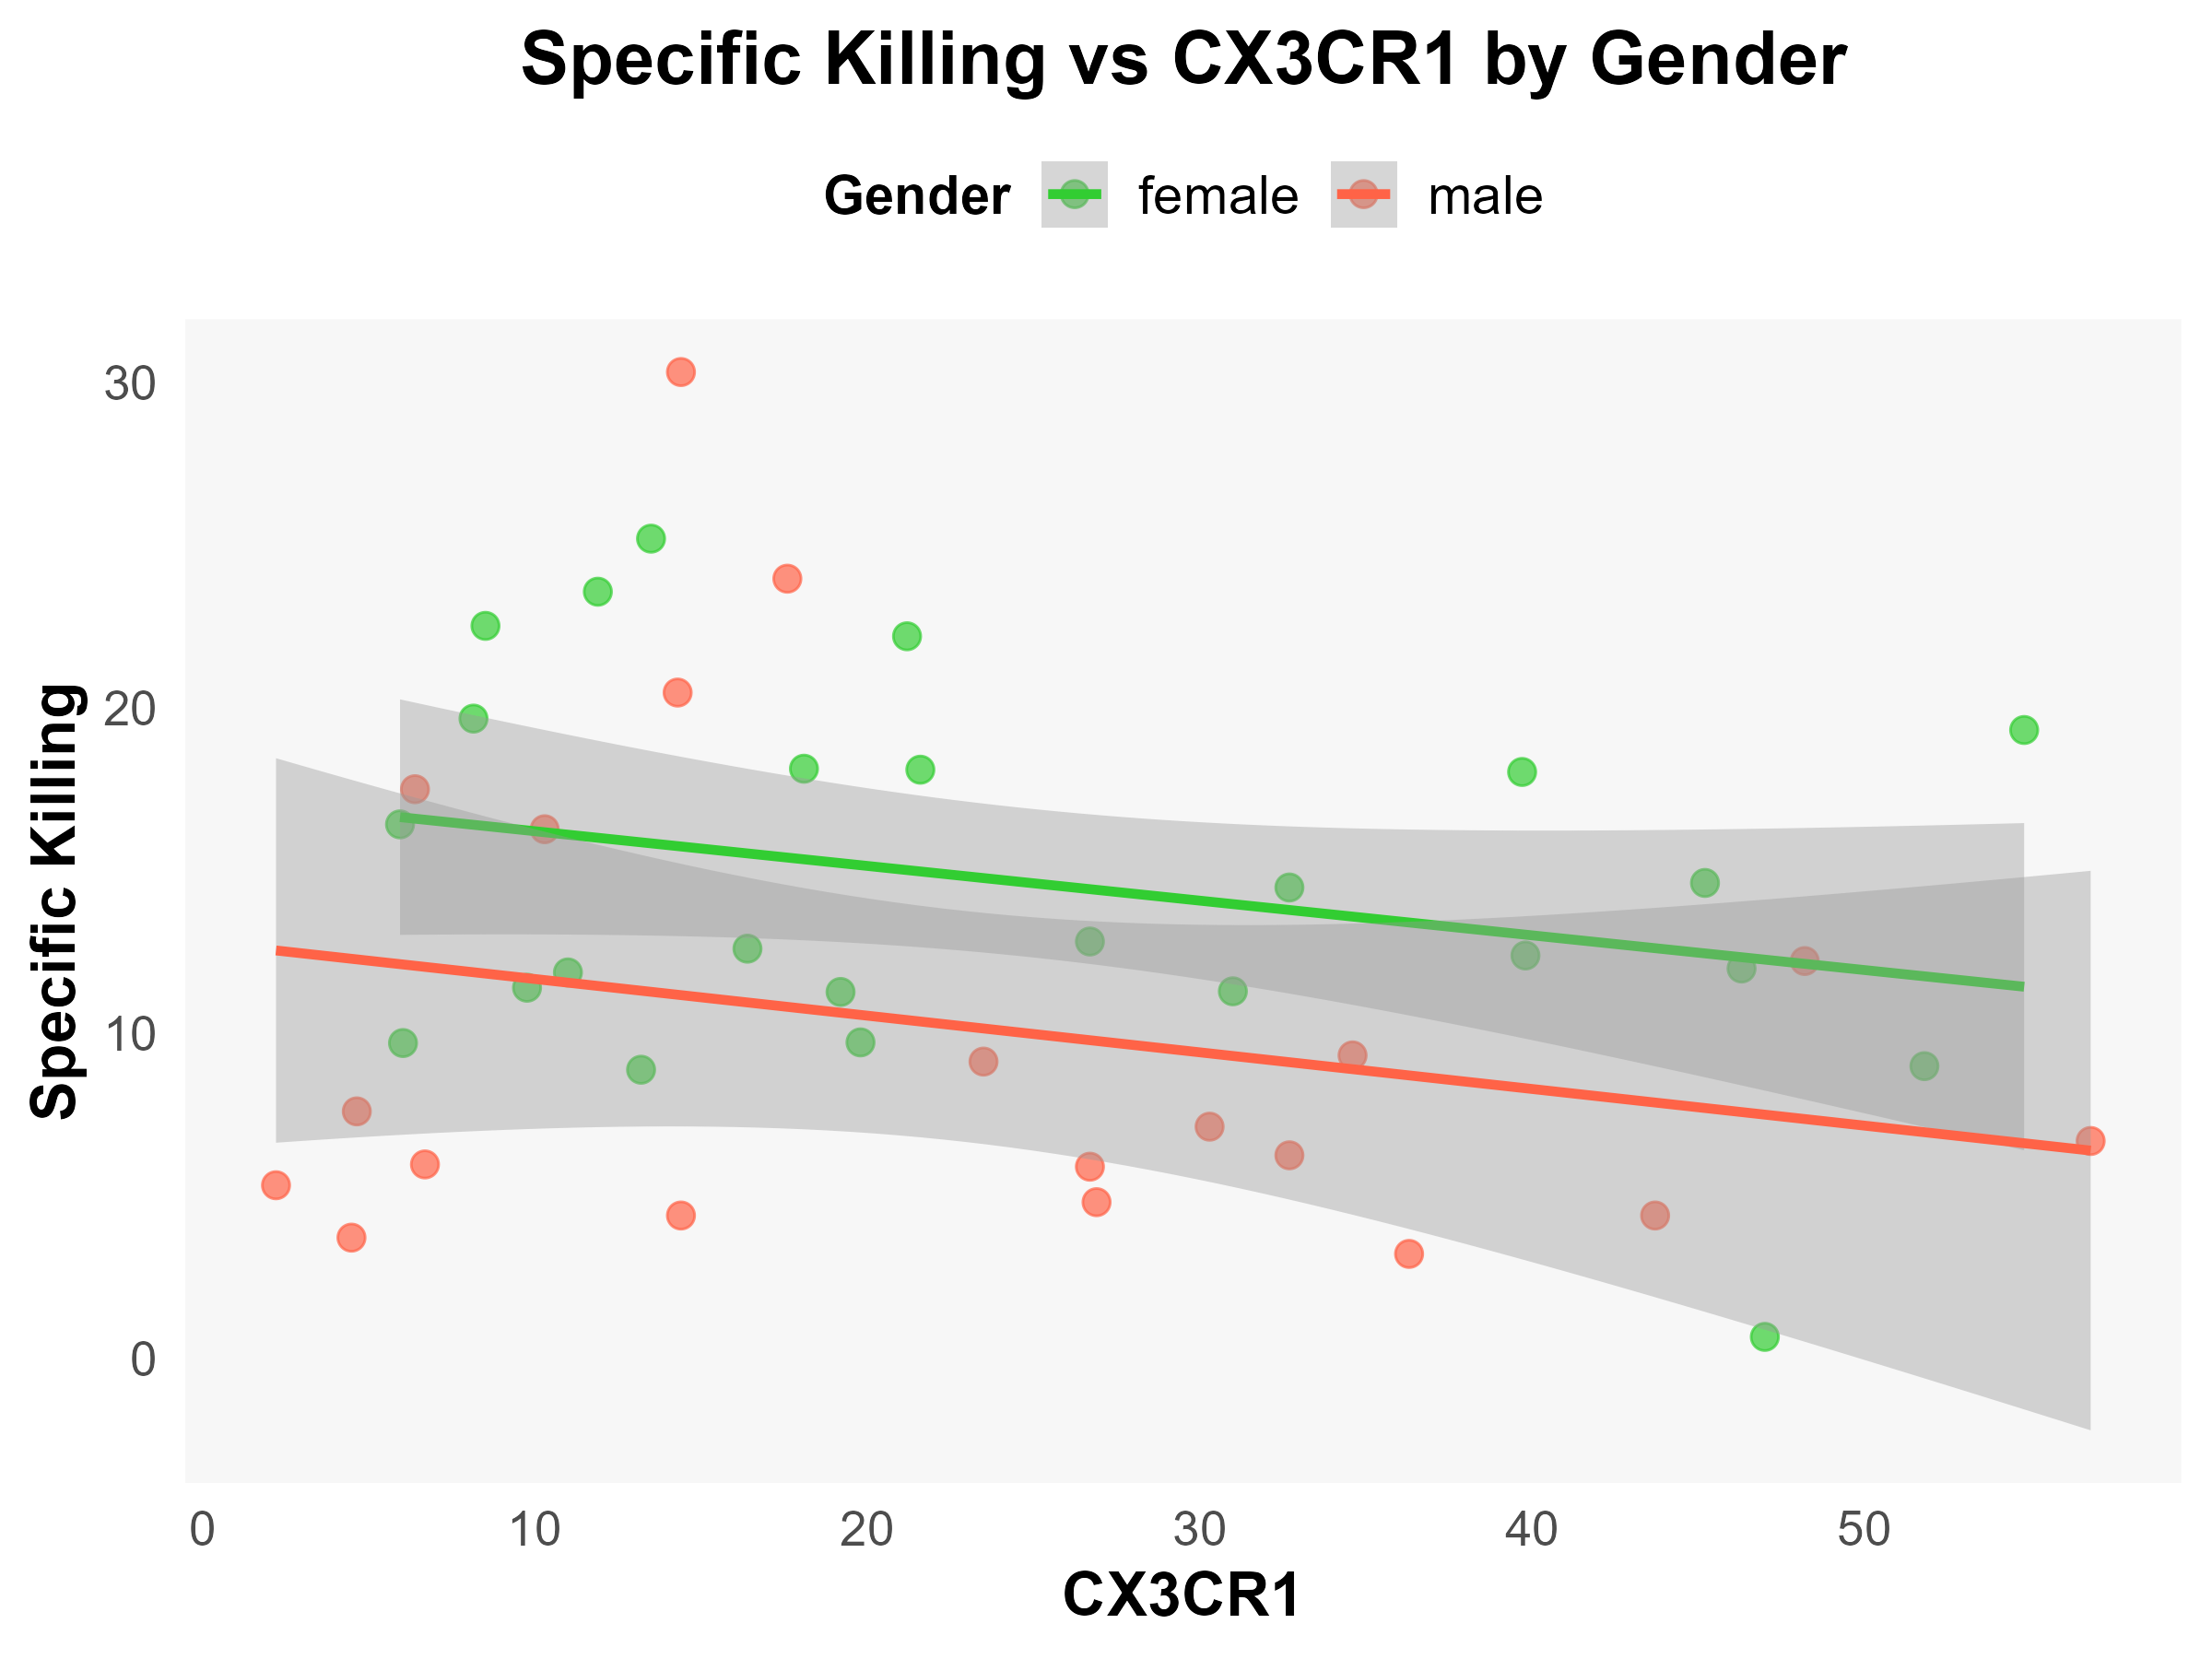 Specific Killing vs CX3CR1 by Gender
Gender female male
Specific Killing
30
20
10
0
0 10 20 30 40 50
CX3CR1